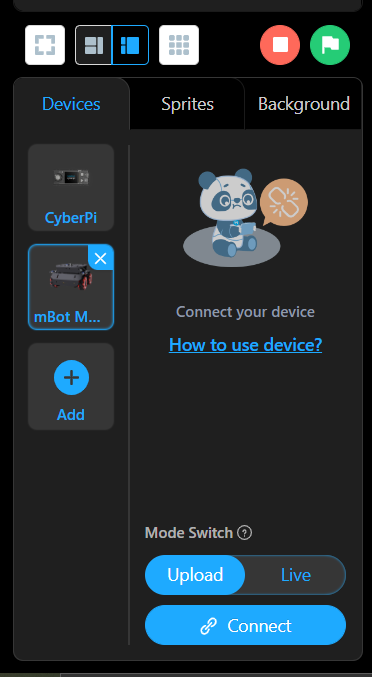 Devices
Sprites
Background
CyberPi
mBot M...
Add
Connect your device
How to use device?
Mode Switch ?
Upload
Live
Connect